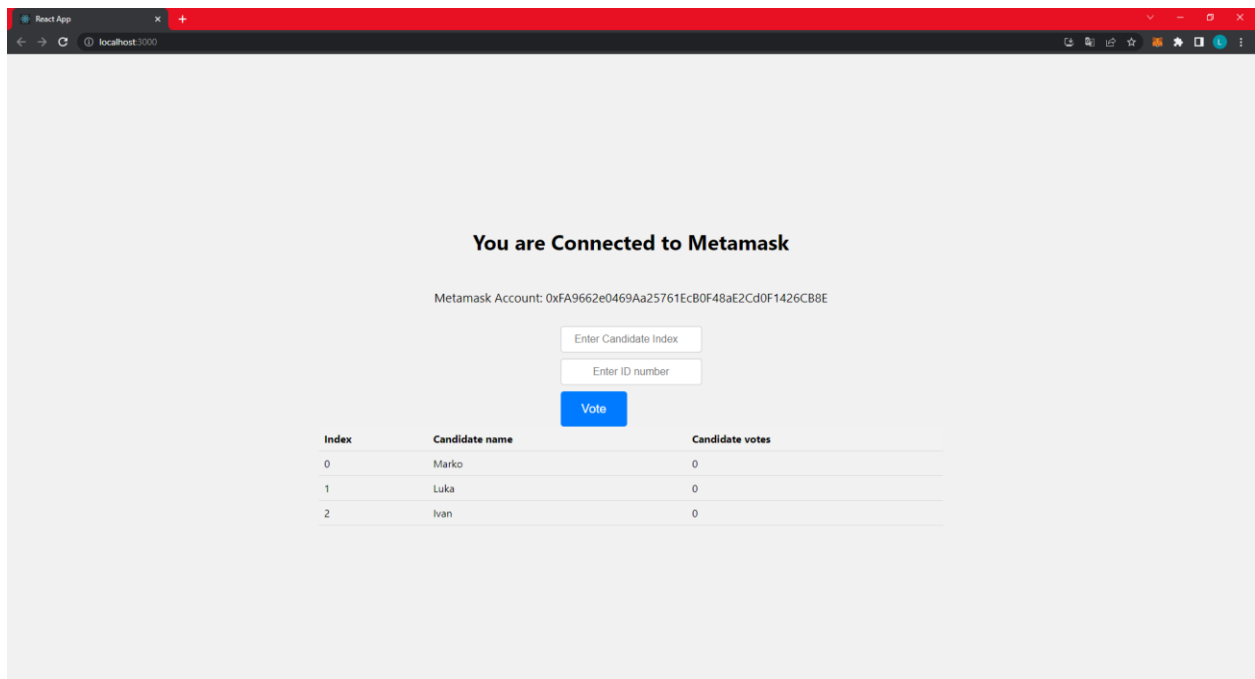 React App
localhost:3000
L
You are Connected to Metamask
Metamask Account: 0xFA9662e0469Aa25761EcB0F48aE2Cd0F1426CB8E
Enter Candidate Index
Enter ID number
Vote
Index Candidate name Candidate votes
0 Marko 0
1 Luka 0
2 Ivan 0